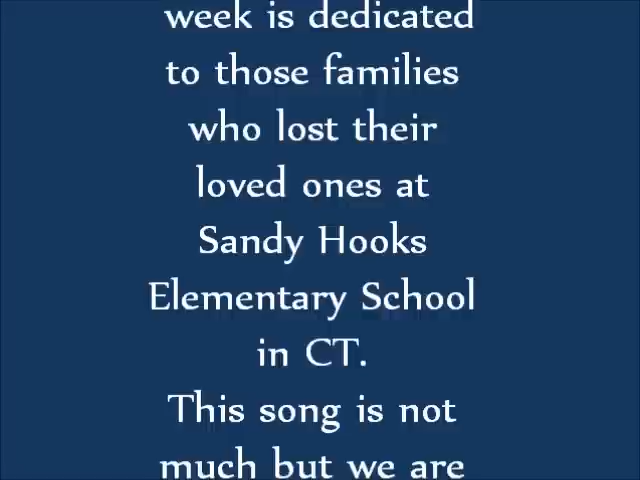 week is dedicated
to those families
who lost their
loved ones at
Sandy Hooks
Elementary School
in CT.
This song is not
much but we are